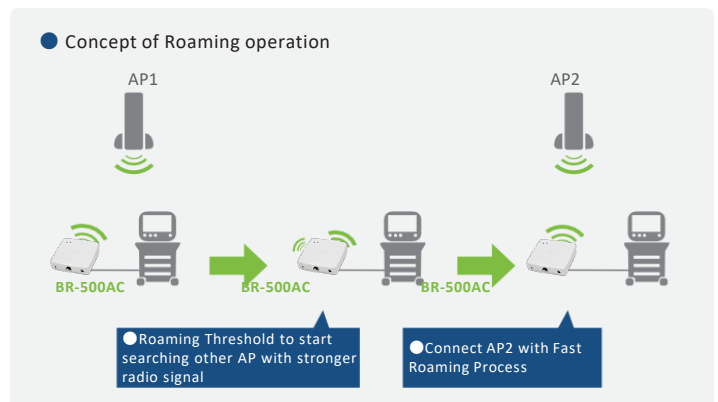 ● Concept of Roaming operation
AP1
AP2
BR-500AC
BR-500AC
BR-500AC
●Roaming Threshold to start
searching other AP with stronger
radio signal
●Connect AP2 with Fast
Roaming Process